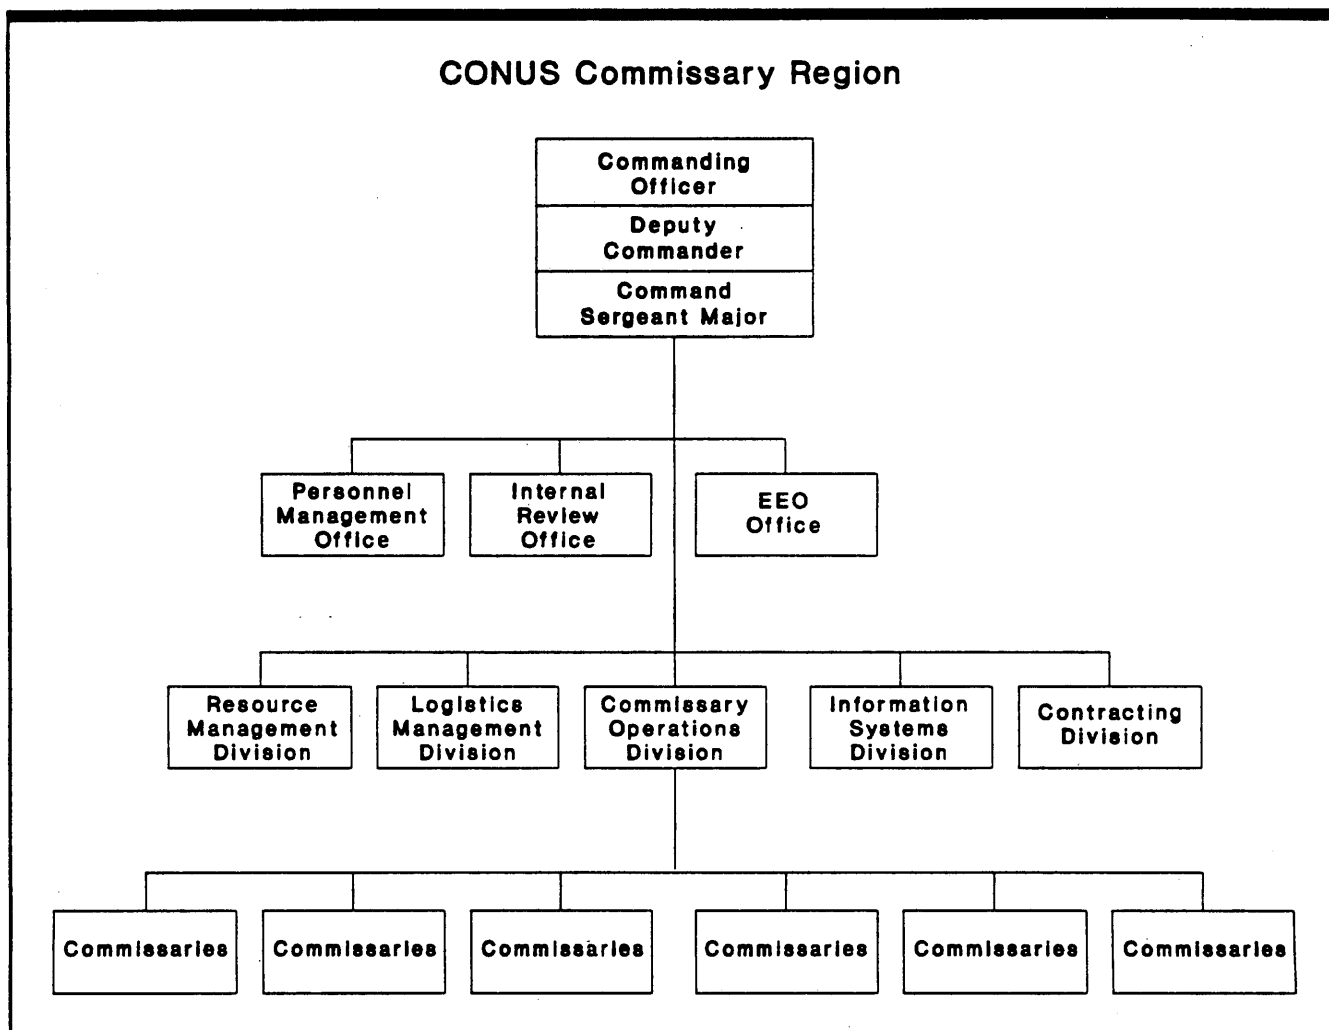 CONUS Commissary Region
Commanding
Officer
Deputy
Commander
Command
Sergeant Major
Personnel
Management
Office
Internal
Review
Office
EEO
Office
Resource
Management
Division
Logistics
Management
Division
Commissary
Operations
Division
Information
Systems
Division
Contracting
Division
Commissaries
Commissaries
Commissaries
Commissaries
Commissaries
Commissaries